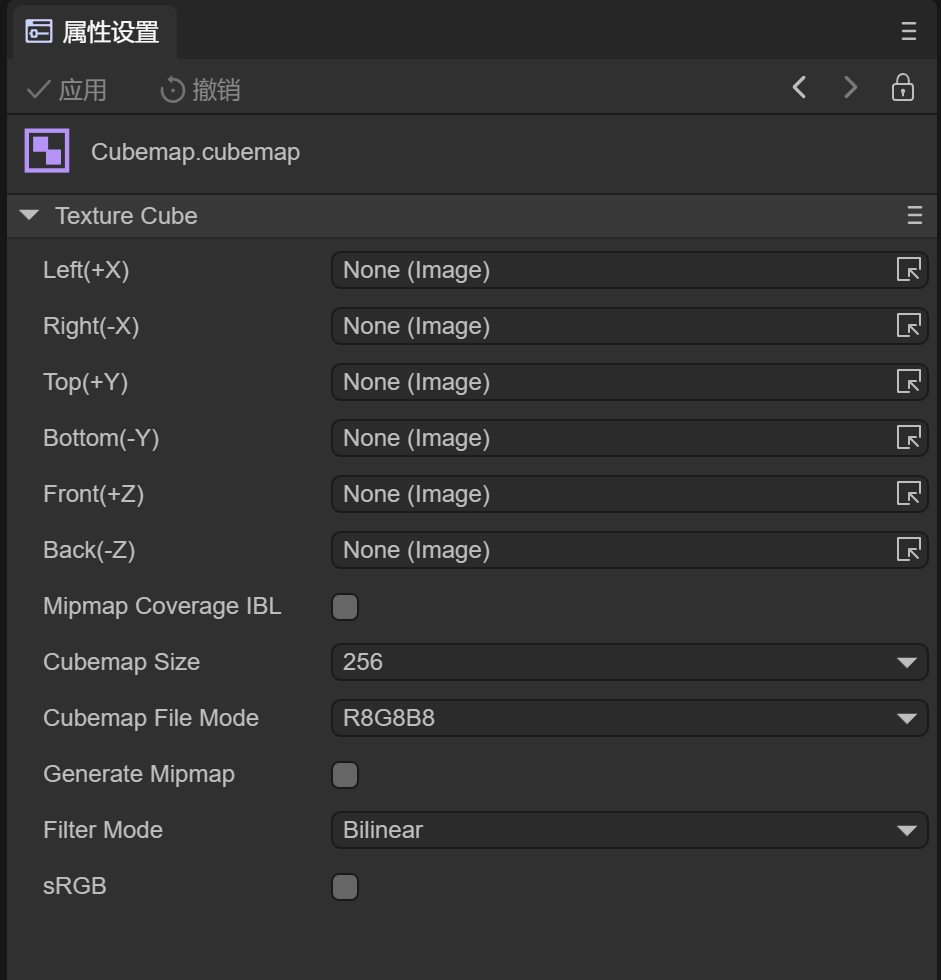 属性设置
应用 撤销
Cubemap.cubemap
Texture Cube
Left(+X) None (Image)
Right(-X) None (Image)
Top(+Y) None (Image)
Bottom(-Y) None (Image)
Front(+Z) None (Image)
Back(-Z) None (Image)
Mipmap Coverage IBL
Cubemap Size 256
Cubemap File Mode R8G8B8
Generate Mipmap
Filter Mode Bilinear
sRGB